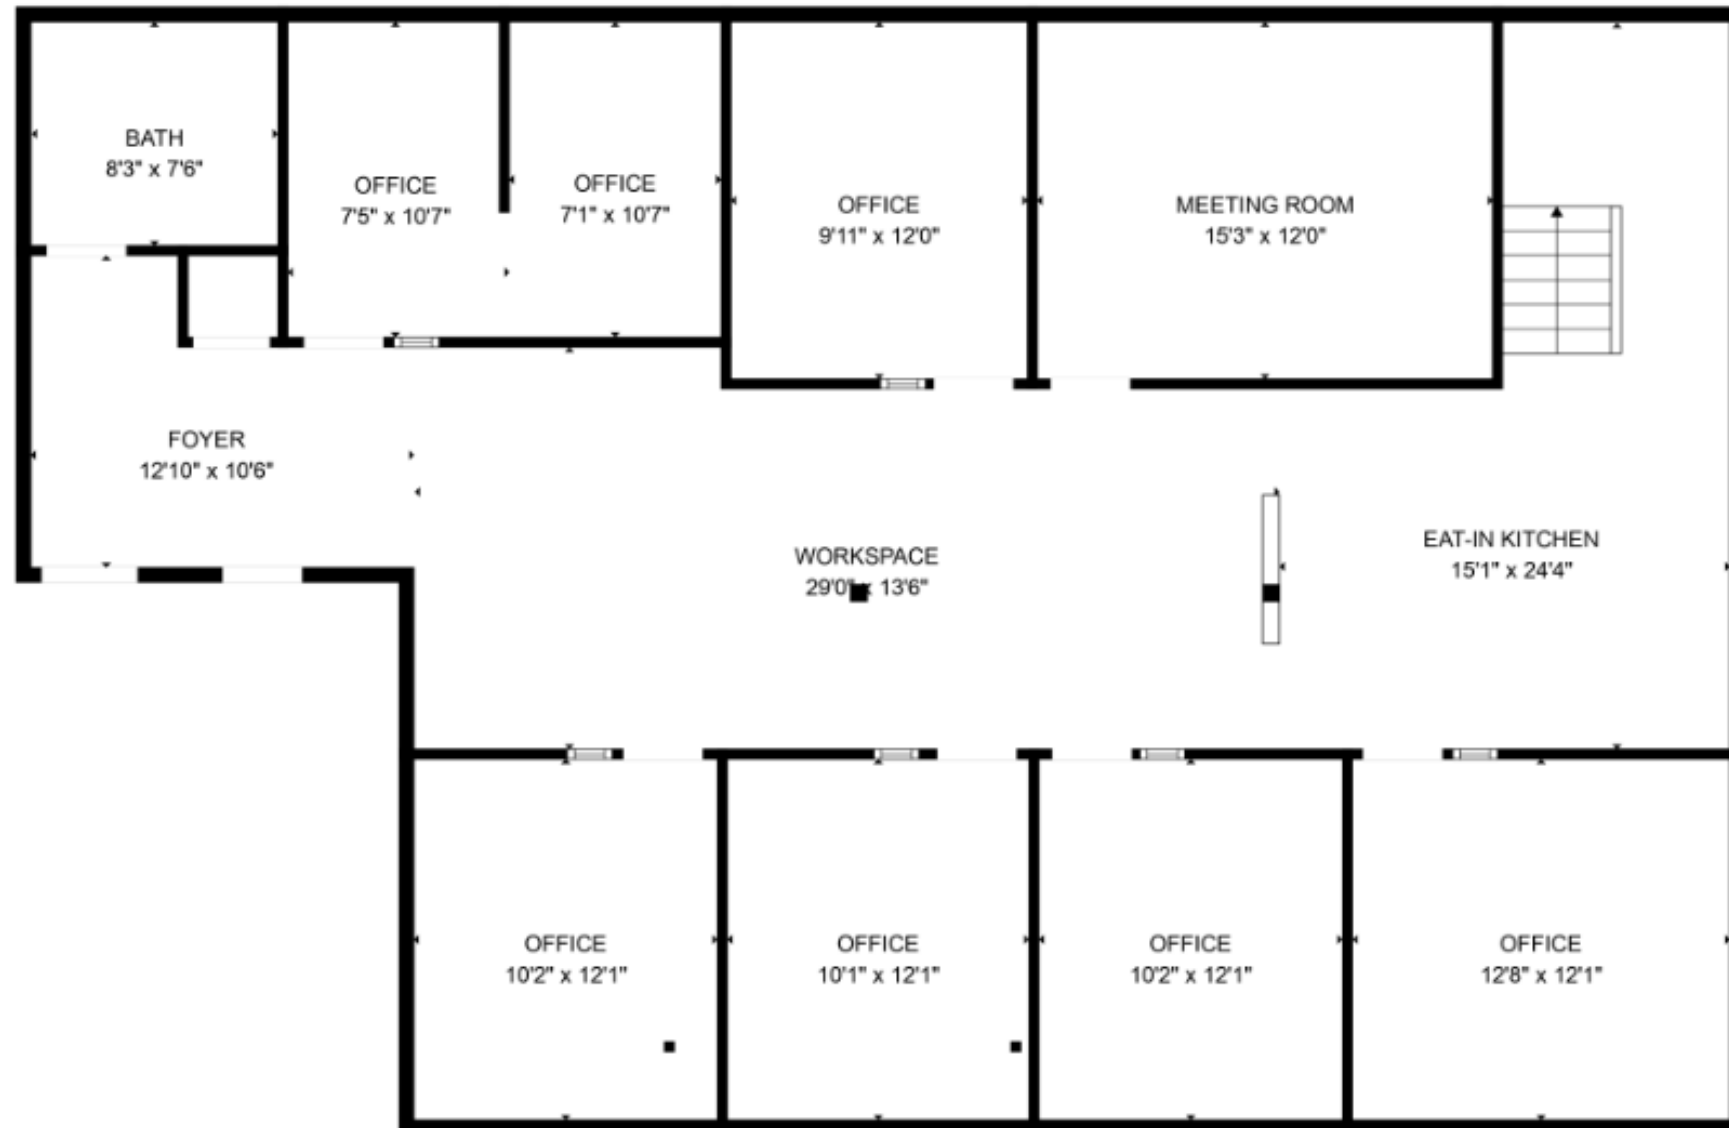 BATH
8'3" x 7'6"
OFFICE
7'5" x 10'7"
OFFICE
7'1" x 10'7"
OFFICE
9'11" x 12'0"
MEETING ROOM
15'3" x 12'0"
FOYER
12'10" x 10'6"
WORKSPACE
29'0" x 13'6"
EAT-IN KITCHEN
15'1" x 24'4"
OFFICE
10'2" x 12'1"
OFFICE
10'1" x 12'1"
OFFICE
10'2" x 12'1"
OFFICE
12'8" x 12'1"